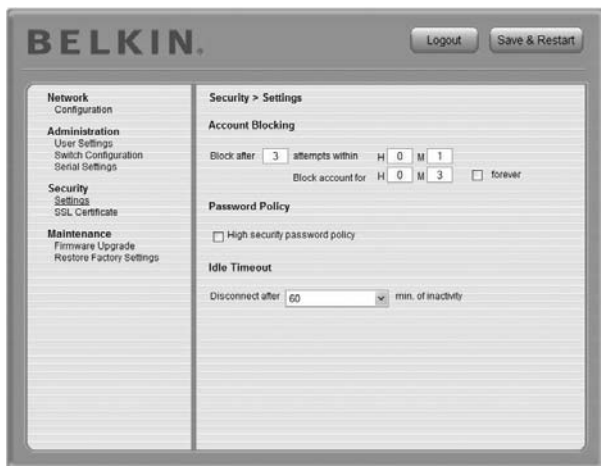 BELKIN.
Logout
Save & Restart
Network
Configuration
Administration
User Settings
Switch Configuration
Serial Settings
Security
Settings
SSL Certificate
Maintenance
Firmware Upgrade
Restore Factory Settings
Security > Settings
Account Blocking
Block after 3 attempts within H 0 M 1
Block account for H 0 M 3 forever
Password Policy
High security password policy
Idle Timeout
Disconnect after 60 min. of inactivity